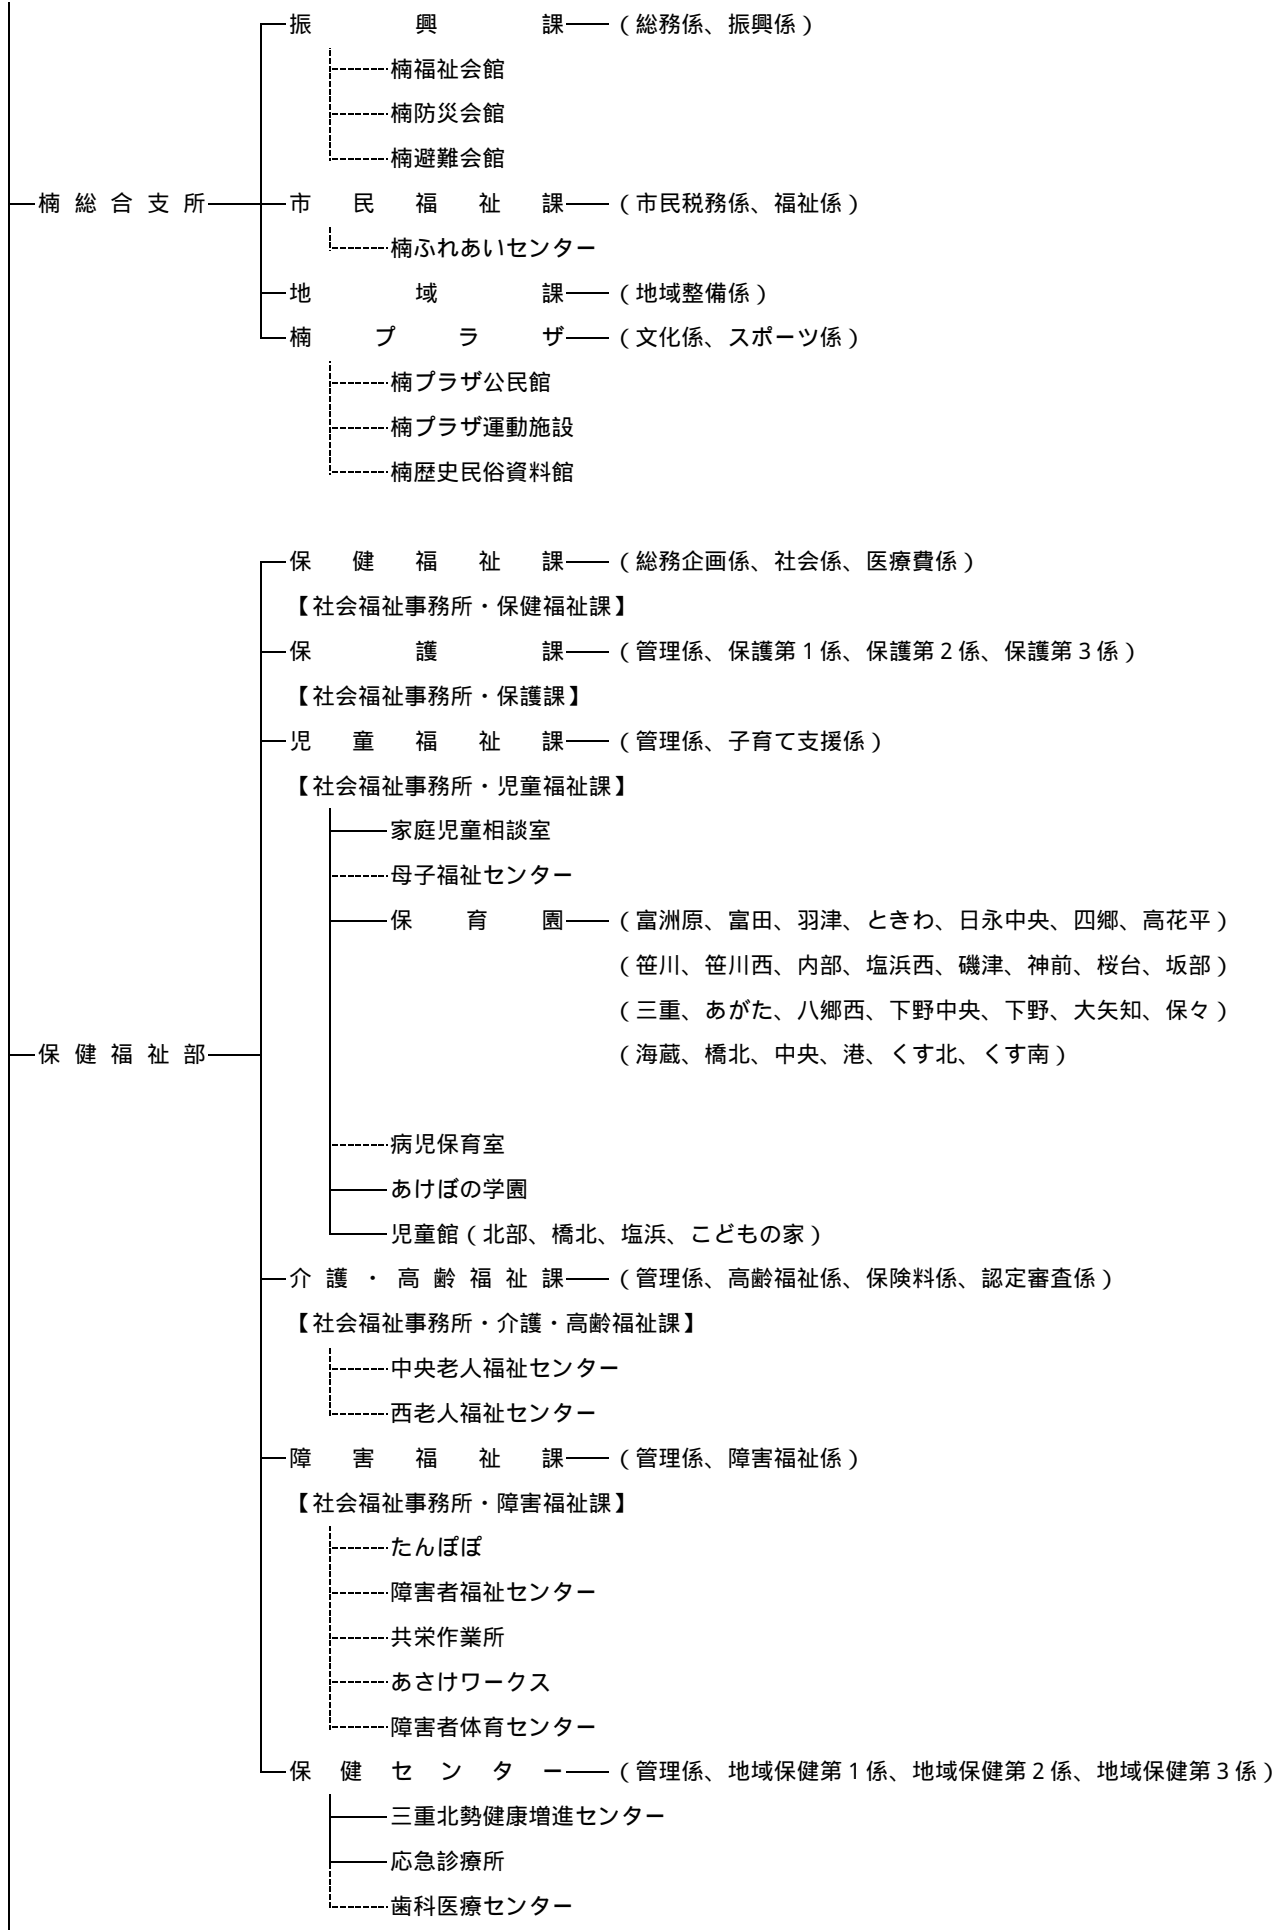 振興課（総務係、振興係）
楠福祉会館
楠防災会館
楠避難会館
楠総合支所 市民福祉課（市民税務係、福祉係）
楠ふれあいセンター
地域課（地域整備係）
楠プラザ（文化係、スポーツ係）
楠プラザ公民館
楠プラザ運動施設
楠歴史民俗資料館
保健福祉課（総務企画係、社会係、医療費係）
【社会福祉事務所・保健福祉課】
保護課（管理係、保護第1係、保護第2係、保護第3係）
【社会福祉事務所・保護課】
児童福祉課（管理係、子育て支援係）
【社会福祉事務所・児童福祉課】
家庭児童相談室
母子福祉センター
保育園（富洲原、富田、羽津、ときわ、日永中央、四郷、高花平）
（笹川、笹川西、内部、塩浜西、磯津、神前、桜台、坂部）
（三重、あがた、八郷西、下野中央、下野、大矢知、保々）
保健福祉部（海蔵、橋北、中央、港、くす北、くす南）
病児保育室
あけぼの学園
児童館（北部、橋北、塩浜、こどもの家）
介護・高齢福祉課（管理係、高齢福祉係、保険料係、認定審査係）
【社会福祉事務所・介護・高齢福祉課】
中央老人福祉センター
西老人福祉センター
障害福祉課（管理係、障害福祉係）
【社会福祉事務所・障害福祉課】
たんぽぽ
障害者福祉センター
共栄作業所
あさけワークス
障害者体育センター
保健センター（管理係、地域保健第1係、地域保健第2係、地域保健第3係）
三重北勢健康増進センター
応急診療所
歯科医療センター